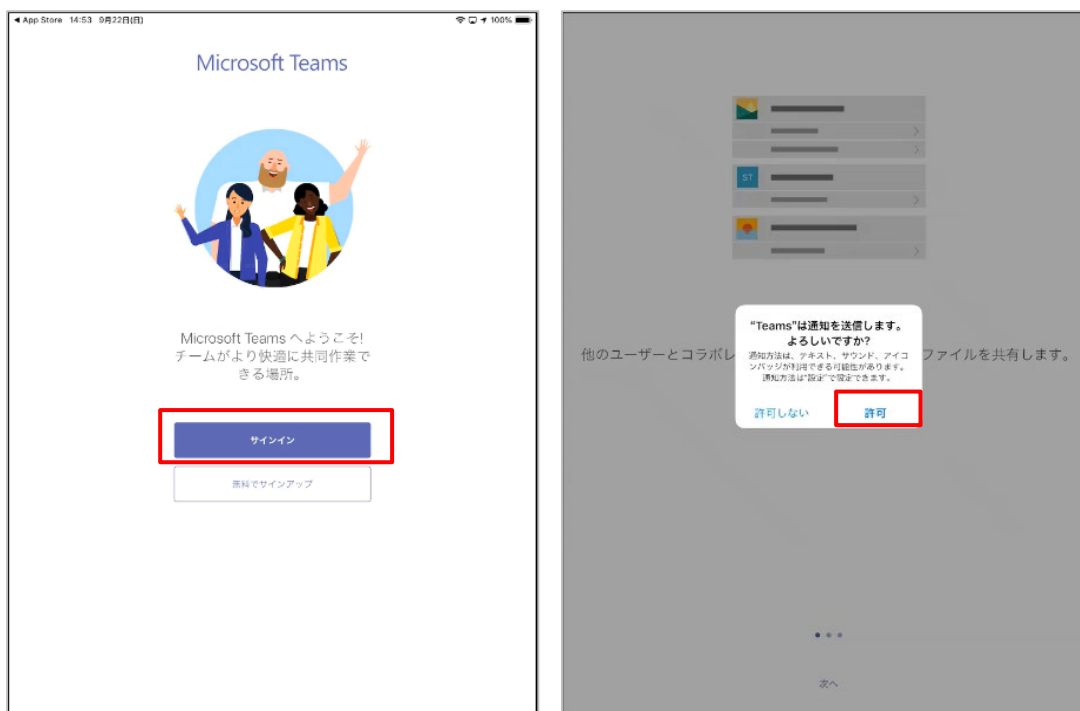 App Store 14:53 9月22日(日) 100%
Microsoft Teams
Microsoft Teams へようこそ!
チームがより快適に共同作業で
きる場所。
サインイン
無料でサインアップ
ST
"Teams"は通知を送信します。
よろしいですか?
通知方法は、テキスト、サウンド、アイコ
ンバッジが利用できる可能性があります。
通知方法は"設定"で設定できます。
許可しない 許可
他のユーザーとコラボレ ファイルを共有します。
次へ